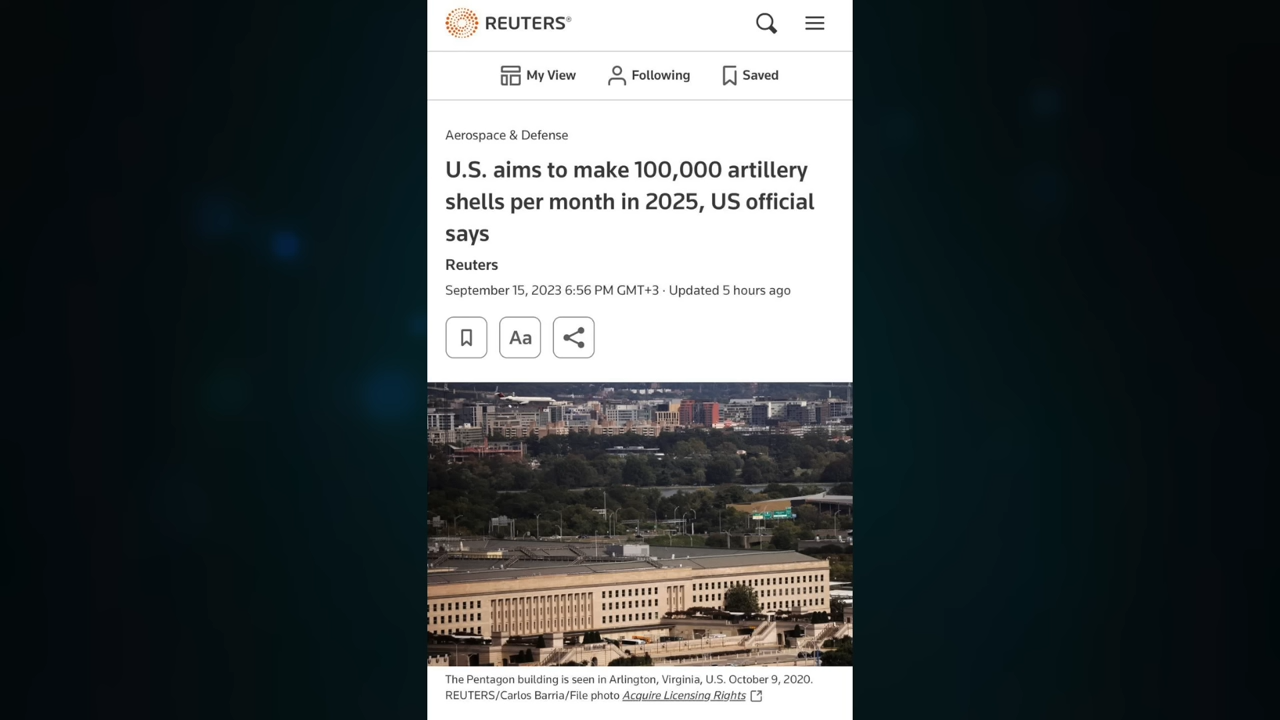 REUTERS®
My View Following Saved
Aerospace & Defense
U.S. aims to make 100,000 artillery
shells per month in 2025, US official
says
Reuters
September 15, 2023 6:56 PM GMT+3 · Updated 5 hours ago
Aa
The Pentagon building is seen in Arlington, Virginia, U.S. October 9, 2020.
REUTERS/Carlos Barria/File photo Acquire Licensing Rights